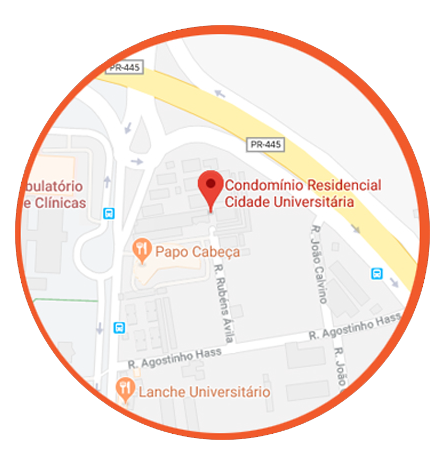 PR-445
PR-445
bulatório
e Clínicas
Condomínio Residencial
Cidade Universitária
Papo Cabeça
R. Rubéns Ávila
R. João Calvino
R. Agostinho Hass
R. Agostinho Hass
R. João C
Lanche Universitário